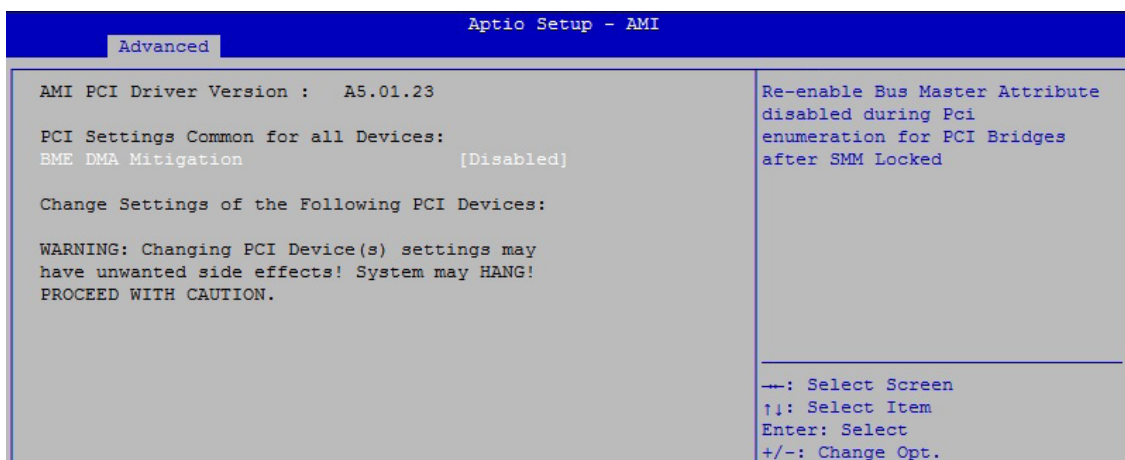 Aptio Setup - AMI
Advanced
AMI PCI Driver Version :   A5.01.23
PCI Settings Common for all Devices:
BME DMA Mitigation   [Disabled]
Change Settings of the Following PCI Devices:
WARNING: Changing PCI Device(s) settings may
have unwanted side effects! System may HANG!
PROCEED WITH CAUTION.
Re-enable Bus Master Attribute
disabled during Pci
enumeration for PCI Bridges
after SMM Locked
→←: Select Screen
↑↓: Select Item
Enter: Select
+/-: Change Opt.